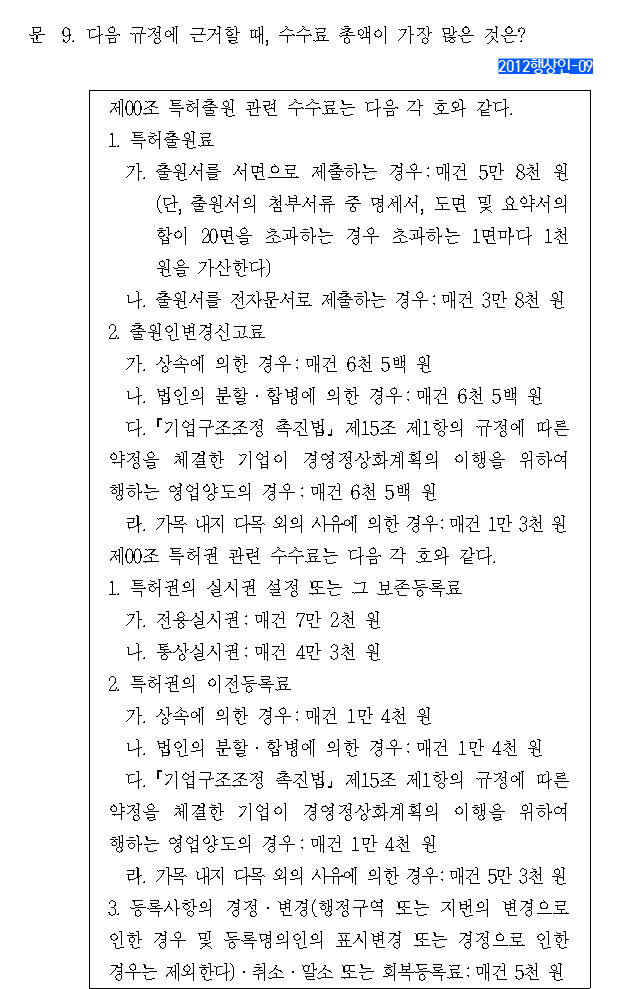 문 9. 다음 규정에 근거할 때, 수수료 총액이 가장 많은 것은?
2012행상인-09
제00조 특허출원 관련 수수료는 다음 각 호와 같다.
1. 특허출원료
가. 출원서를 서면으로 제출하는 경우:매건 5만 8천 원
(단, 출원서의 첨부서류 중 명세서, 도면 및 요약서의
합이 20면을 초과하는 경우 초과하는 1면마다 1천
원을 가산한다)
나. 출원서를 전자문서로 제출하는 경우:매건 3만 8천 원
2. 출원인변경신고료
가. 상속에 의한 경우:매건 6천 5백 원
나. 법인의 분할·합병에 의한 경우:매건 6천 5백 원
다.「기업구조조정 촉진법」제15조 제1항의 규정에 따른
약정을 체결한 기업이 경영정상화계획의 이행을 위하여
행하는 영업양도의 경우:매건 6천 5백 원
라. 가목 내지 다목 외의 사유에 의한 경우:매건 1만 3천 원
제00조 특허권 관련 수수료는 다음 각 호와 같다.
1. 특허권의 실시권 설정 또는 그 보존등록료
가. 전용실시권:매건 7만 2천 원
나. 통상실시권:매건 4만 3천 원
2. 특허권의 이전등록료
가. 상속에 의한 경우:매건 1만 4천 원
나. 법인의 분할·합병에 의한 경우:매건 1만 4천 원
다.「기업구조조정 촉진법」제15조 제1항의 규정에 따른
약정을 체결한 기업이 경영정상화계획의 이행을 위하여
행하는 영업양도의 경우:매건 1만 4천 원
라. 가목 내지 다목 외의 사유에 의한 경우:매건 5만 3천 원
3. 등록사항의 경정·변경(행정구역 또는 지번의 변경으로
인한 경우 및 등록명의인의 표시변경 또는 경정으로 인한
경우는 제외한다)·취소·말소 또는 회복등록료:매건 5천 원